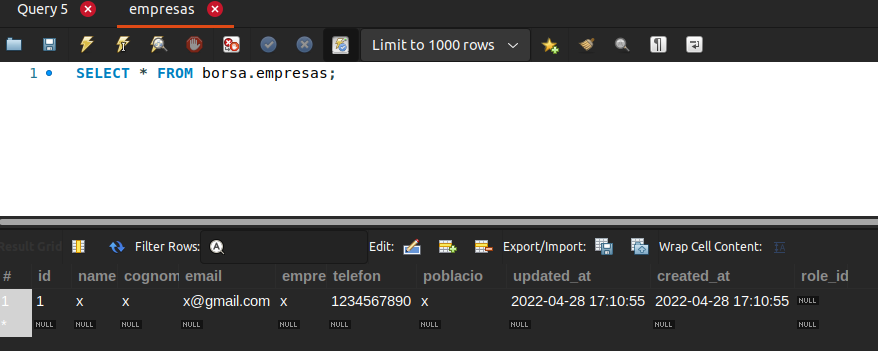 Query 5 empresas
Limit to 1000 rows
1 SELECT * FROM borsa.empresas;
Result Grid Filter Rows: Edit: Export/Import: Wrap Cell Content:
# id name cognom email empre telefon poblacio updated_at created_at role_id
1 1 x x x@gmail.com x 1234567890 x 2022-04-28 17:10:55 2022-04-28 17:10:55 NULL
* NULL NULL NULL NULL NULL NULL NULL NULL NULL NULL